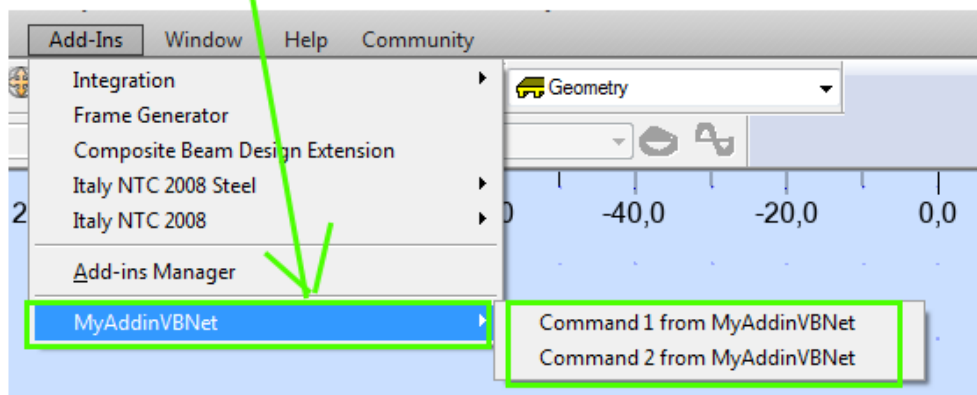 Add-Ins Window Help Community
Integration
Geometry
Frame Generator
Composite Beam Design Extension
Italy NTC 2008 Steel
Italy NTC 2008
2 0 -40,0 -20,0 0,0
Add-ins Manager
MyAddinVBNet
Command 1 from MyAddinVBNet
Command 2 from MyAddinVBNet